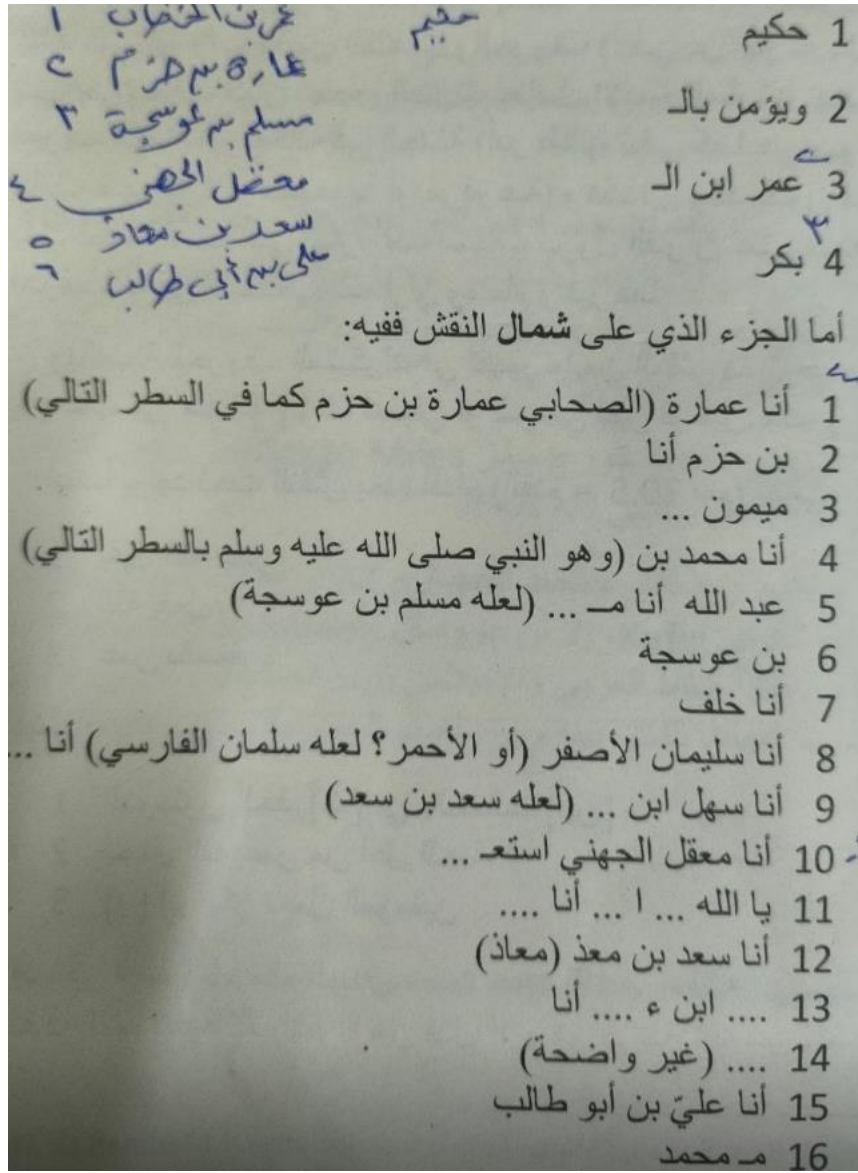 1 حكيم
مقيم
عمر بن الخطاب ١
عمارة بن حزم ٢
2 ويؤمن بالـ
مسلم بن عوسجة ٣
3 عمر ابن الـ
معقل الجهني ٤
سعد بن معاذ ٥
4 بكر
٣
علي بن أبي طالب ٦
أما الجزء الذي على شمال النقش ففيه:
1 أنا عمارة (الصحابي عمارة بن حزم كما في السطر التالي)
2 بن حزم أنا
3 ميمون ...
4 أنا محمد بن (وهو النبي صلى الله عليه وسلم بالسطر التالي)
5 عبد الله أنا مـ ... (لعله مسلم بن عوسجة)
6 بن عوسجة
7 أنا خلف
8 أنا سليمان الأصفر (أو الأحمر؟ لعله سلمان الفارسي) أنا ...
9 أنا سهل ابن ... (لعله سعد بن سعد)
10 أنا معقل الجهني استعـ ...
11 يا الله ... ا ... أنا ....
12 أنا سعد بن معذ (معاذ)
13 .... ابن ء .... أنا
14 .... (غير واضحة)
15 أنا عليّ بن أبو طالب
16 مـ محمد